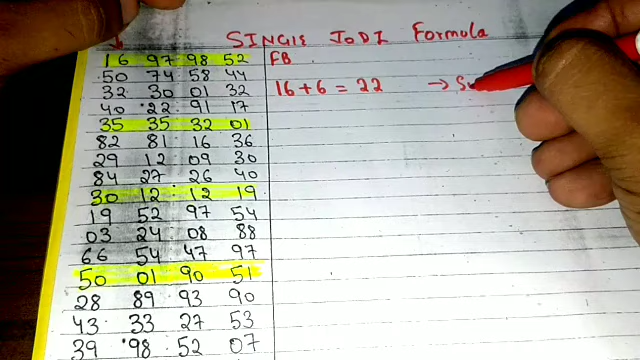 SINGLE JODI Formula
16 97 98 52 FB
50 74 58 44
32 30 01 32 16+6=22 → Su
40 22 91 17
35 35 32 01
82 81 16 36
29 12 09 30
84 27 26 40
30 12 12 19
19 52 97 54
03 24 08 88
66 54 47 97
50 01 90 51
28 89 93 90
43 33 27 53
39 98 52 07